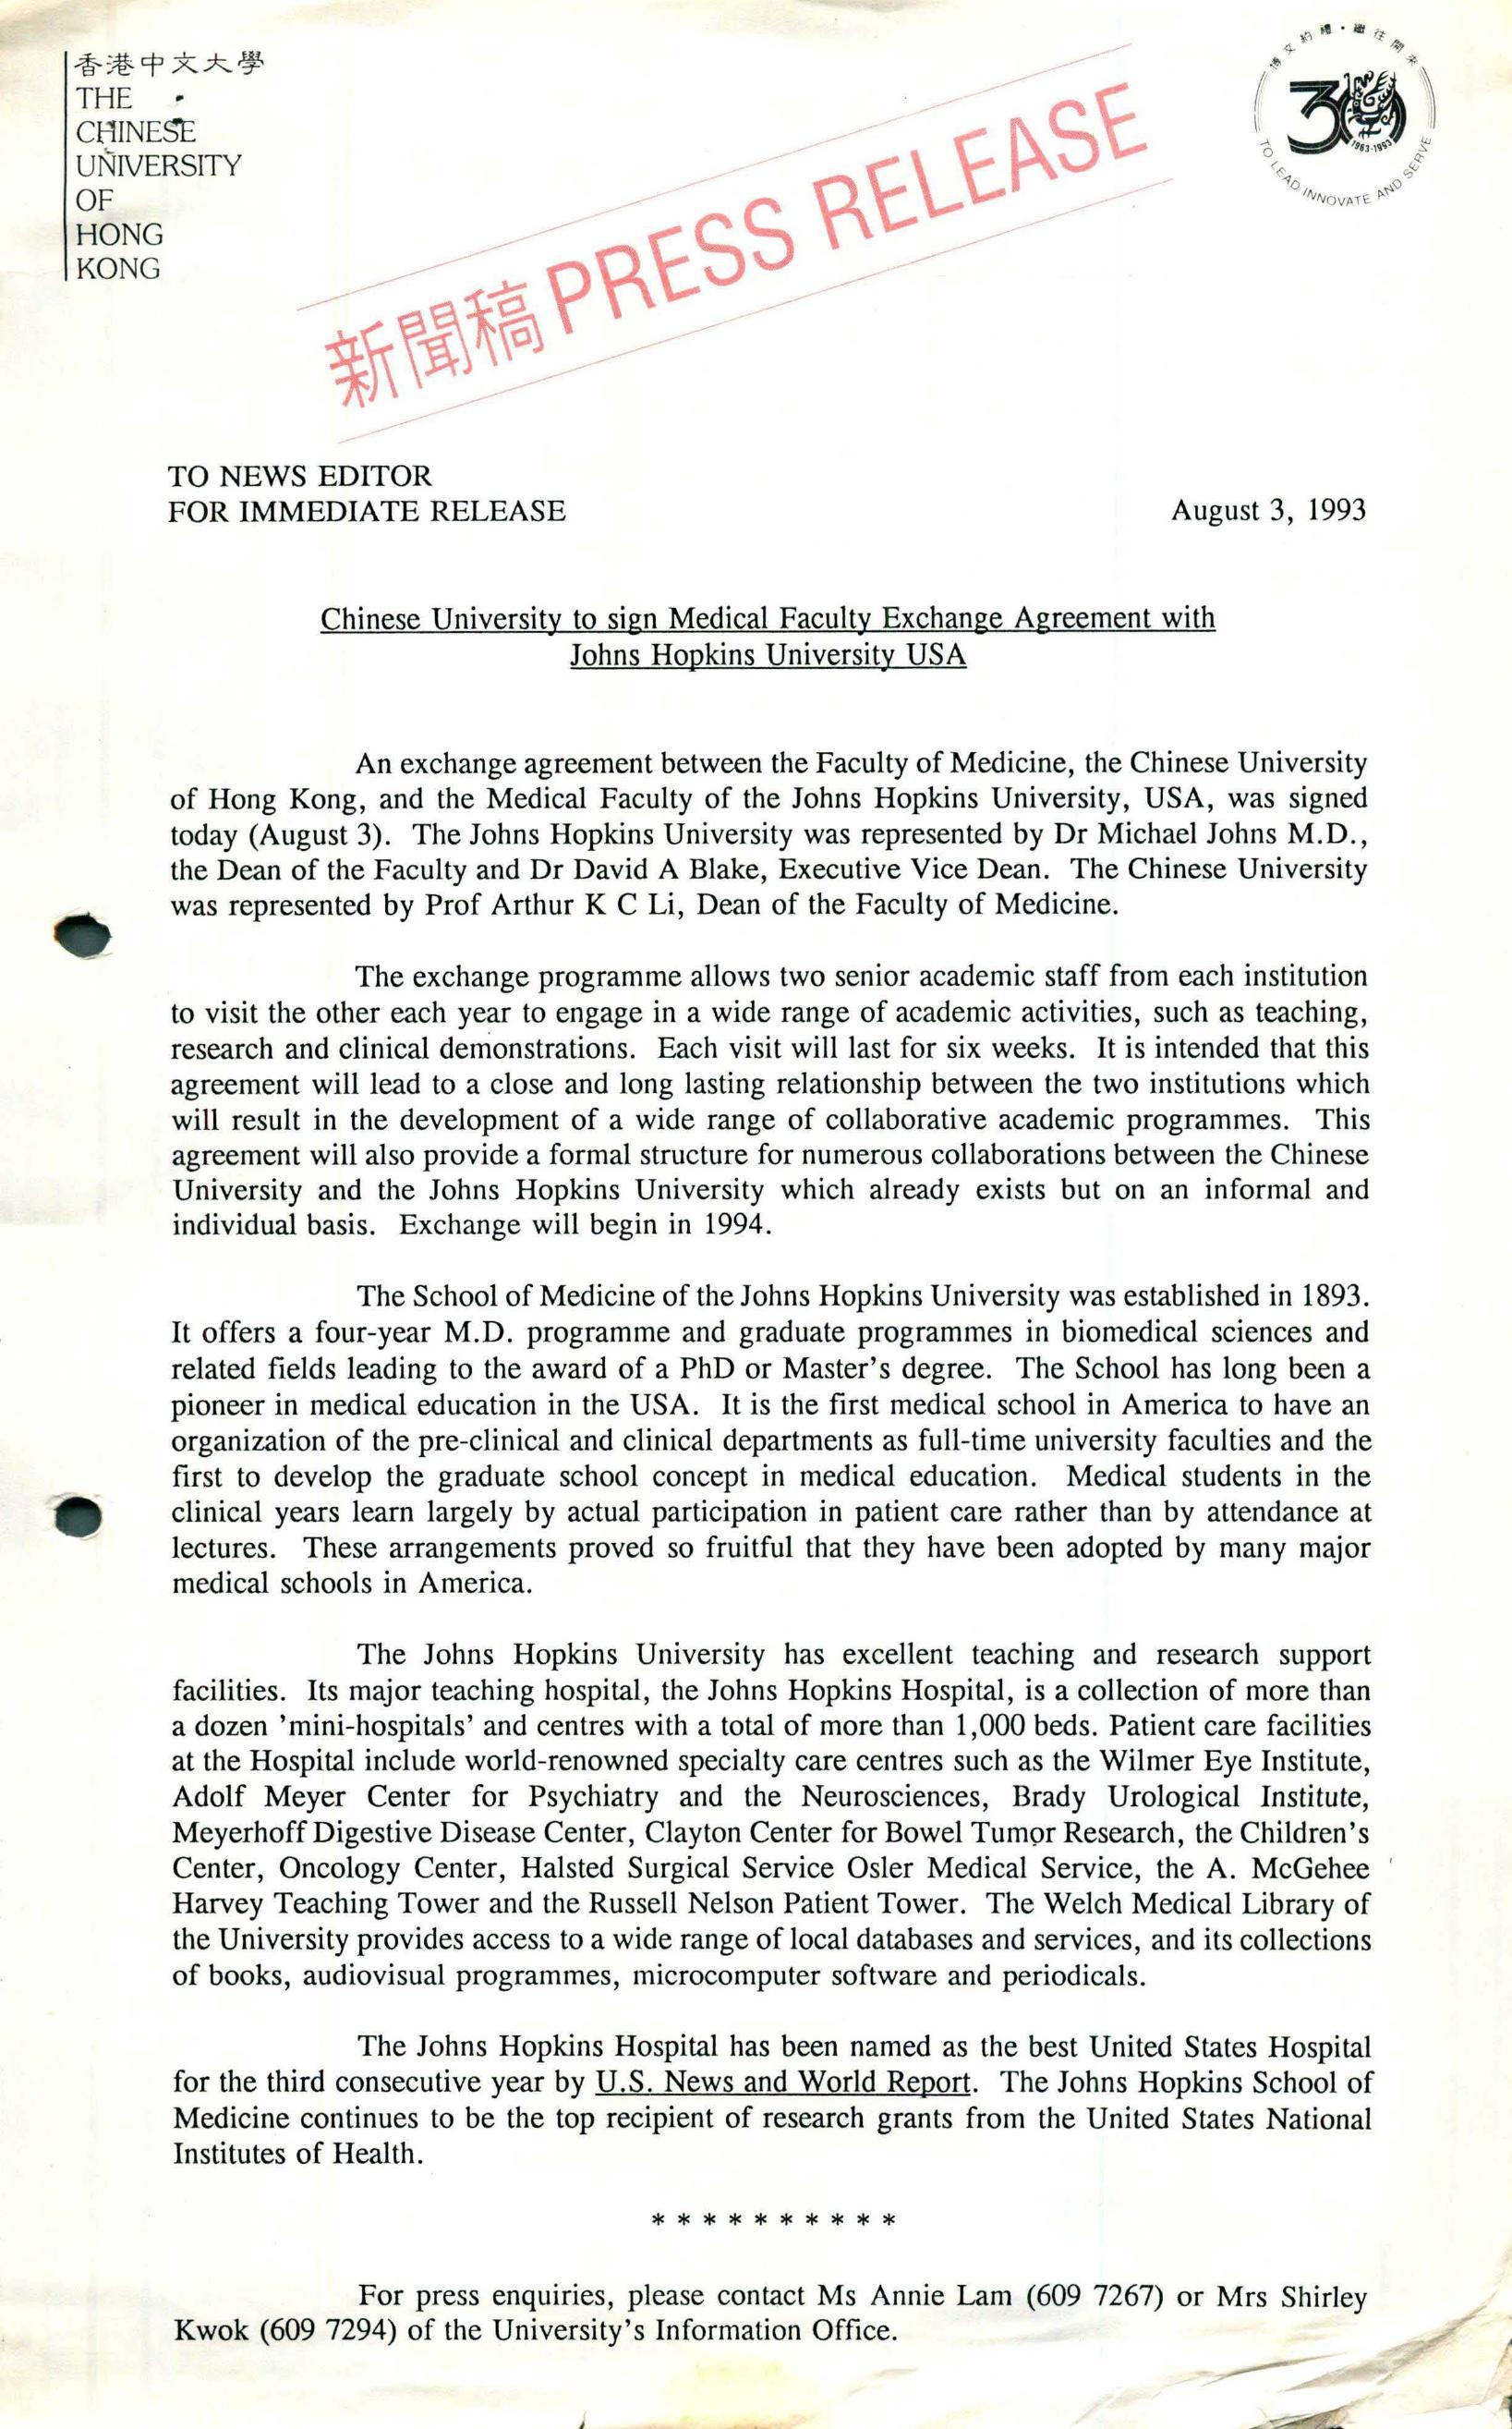 香港中文大學
THE
CHINESE
UNIVERSITY
OF
HONG
KONG
博文約禮·繼往開來
30
1963-1993
TO LEAD INNOVATE AND SERVE
新聞稿 PRESS RELEASE
TO NEWS EDITOR
FOR IMMEDIATE RELEASE
August 3, 1993
Chinese University to sign Medical Faculty Exchange Agreement with
Johns Hopkins University USA
An exchange agreement between the Faculty of Medicine, the Chinese University
of Hong Kong, and the Medical Faculty of the Johns Hopkins University, USA, was signed
today (August 3). The Johns Hopkins University was represented by Dr Michael Johns M.D.,
the Dean of the Faculty and Dr David A Blake, Executive Vice Dean. The Chinese University
was represented by Prof Arthur K C Li, Dean of the Faculty of Medicine.
The exchange programme allows two senior academic staff from each institution
to visit the other each year to engage in a wide range of academic activities, such as teaching,
research and clinical demonstrations. Each visit will last for six weeks. It is intended that this
agreement will lead to a close and long lasting relationship between the two institutions which
will result in the development of a wide range of collaborative academic programmes. This
agreement will also provide a formal structure for numerous collaborations between the Chinese
University and the Johns Hopkins University which already exists but on an informal and
individual basis. Exchange will begin in 1994.
The School of Medicine of the Johns Hopkins University was established in 1893.
It offers a four-year M.D. programme and graduate programmes in biomedical sciences and
related fields leading to the award of a PhD or Master's degree. The School has long been a
pioneer in medical education in the USA. It is the first medical school in America to have an
organization of the pre-clinical and clinical departments as full-time university faculties and the
first to develop the graduate school concept in medical education. Medical students in the
clinical years learn largely by actual participation in patient care rather than by attendance at
lectures. These arrangements proved so fruitful that they have been adopted by many major
medical schools in America.
The Johns Hopkins University has excellent teaching and research support
facilities. Its major teaching hospital, the Johns Hopkins Hospital, is a collection of more than
a dozen 'mini-hospitals' and centres with a total of more than 1,000 beds. Patient care facilities
at the Hospital include world-renowned specialty care centres such as the Wilmer Eye Institute,
Adolf Meyer Center for Psychiatry and the Neurosciences, Brady Urological Institute,
Meyerhoff Digestive Disease Center, Clayton Center for Bowel Tumor Research, the Children's
Center, Oncology Center, Halsted Surgical Service Osler Medical Service, the A. McGehee
Harvey Teaching Tower and the Russell Nelson Patient Tower. The Welch Medical Library of
the University provides access to a wide range of local databases and services, and its collections
of books, audiovisual programmes, microcomputer software and periodicals.
The Johns Hopkins Hospital has been named as the best United States Hospital
for the third consecutive year by U.S. News and World Report. The Johns Hopkins School of
Medicine continues to be the top recipient of research grants from the United States National
Institutes of Health.
* * * * * * * * * *
For press enquiries, please contact Ms Annie Lam (609 7267) or Mrs Shirley
Kwok (609 7294) of the University's Information Office.